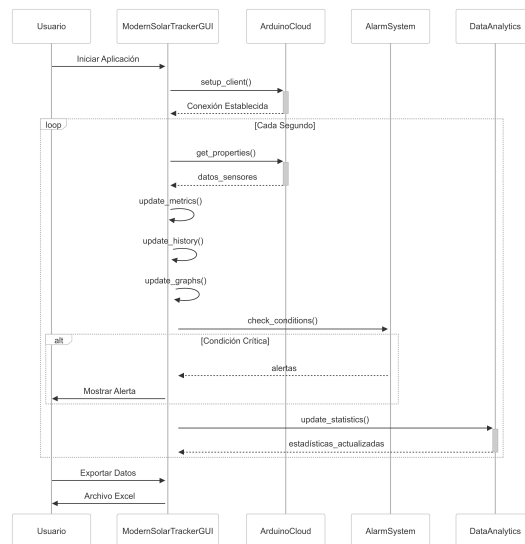 Usuario
ModernSolarTrackerGUI
ArduinoCloud
AlarmSystem
DataAnalytics
Iniciar Aplicación
setup_client()
Conexión Establecida
loop
[Cada Segundo]
get_properties()
datos_sensores
update_metrics()
update_history()
update_graphs()
check_conditions()
alt
[Condición Crítica]
alertas
Mostrar Alerta
update_statistics()
estadísticas_actualizadas
Exportar Datos
Archivo Excel
Usuario
ModernSolarTrackerGUI
ArduinoCloud
AlarmSystem
DataAnalytics